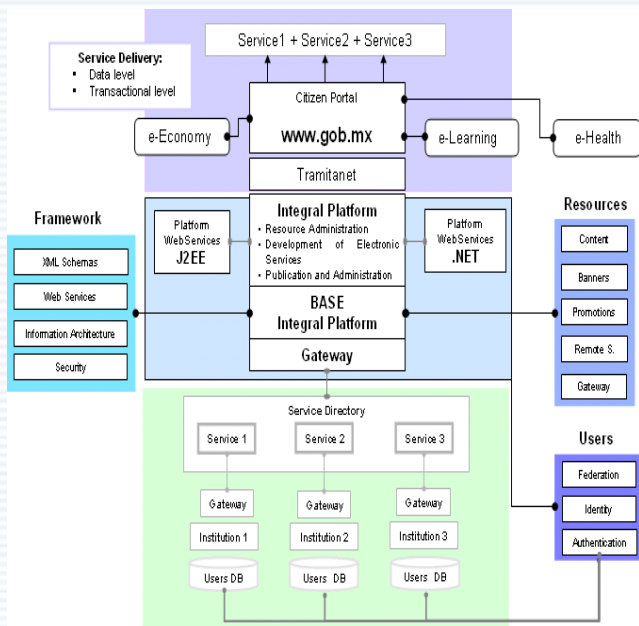 Service1 + Service2 + Service3
Service Delivery:
▪ Data level
▪ Transactional level
Citizen Portal
www.gob.mx
e-Economy
e-Learning
e-Health
Tramitanet
Framework
XML Schemas
Web Services
Information Architecture
Security
Platform
WebServices
J2EE
Integral Platform
• Resource Administration
• Development of Electronic
Services
• Publication and Administration
Platform
WebServices
.NET
BASE
Integral Platform
Gateway
Resources
Content
Banners
Promotions
Remote S.
Gateway
Service Directory
Service 1
Service 2
Service 3
Gateway
Gateway
Gateway
Institution 1
Institution 2
Institution 3
Users DB
Users DB
Users DB
Users
Federation
Identity
Authentication